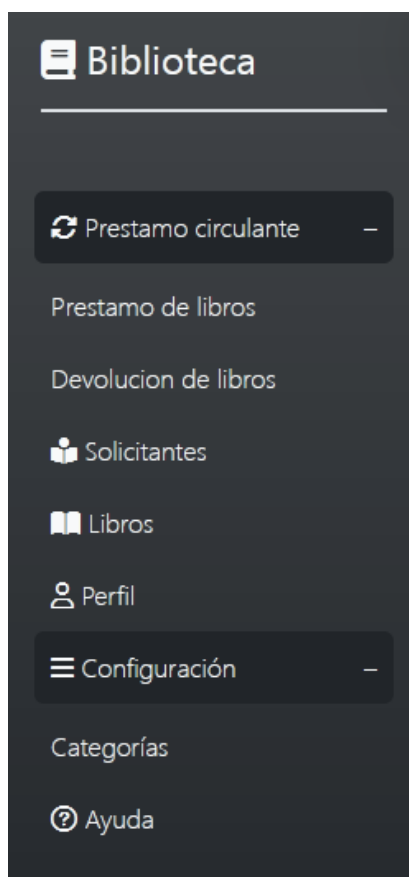 Biblioteca
Prestamo circulante –
Prestamo de libros
Devolucion de libros
Solicitantes
Libros
Perfil
Configuración –
Categorías
Ayuda